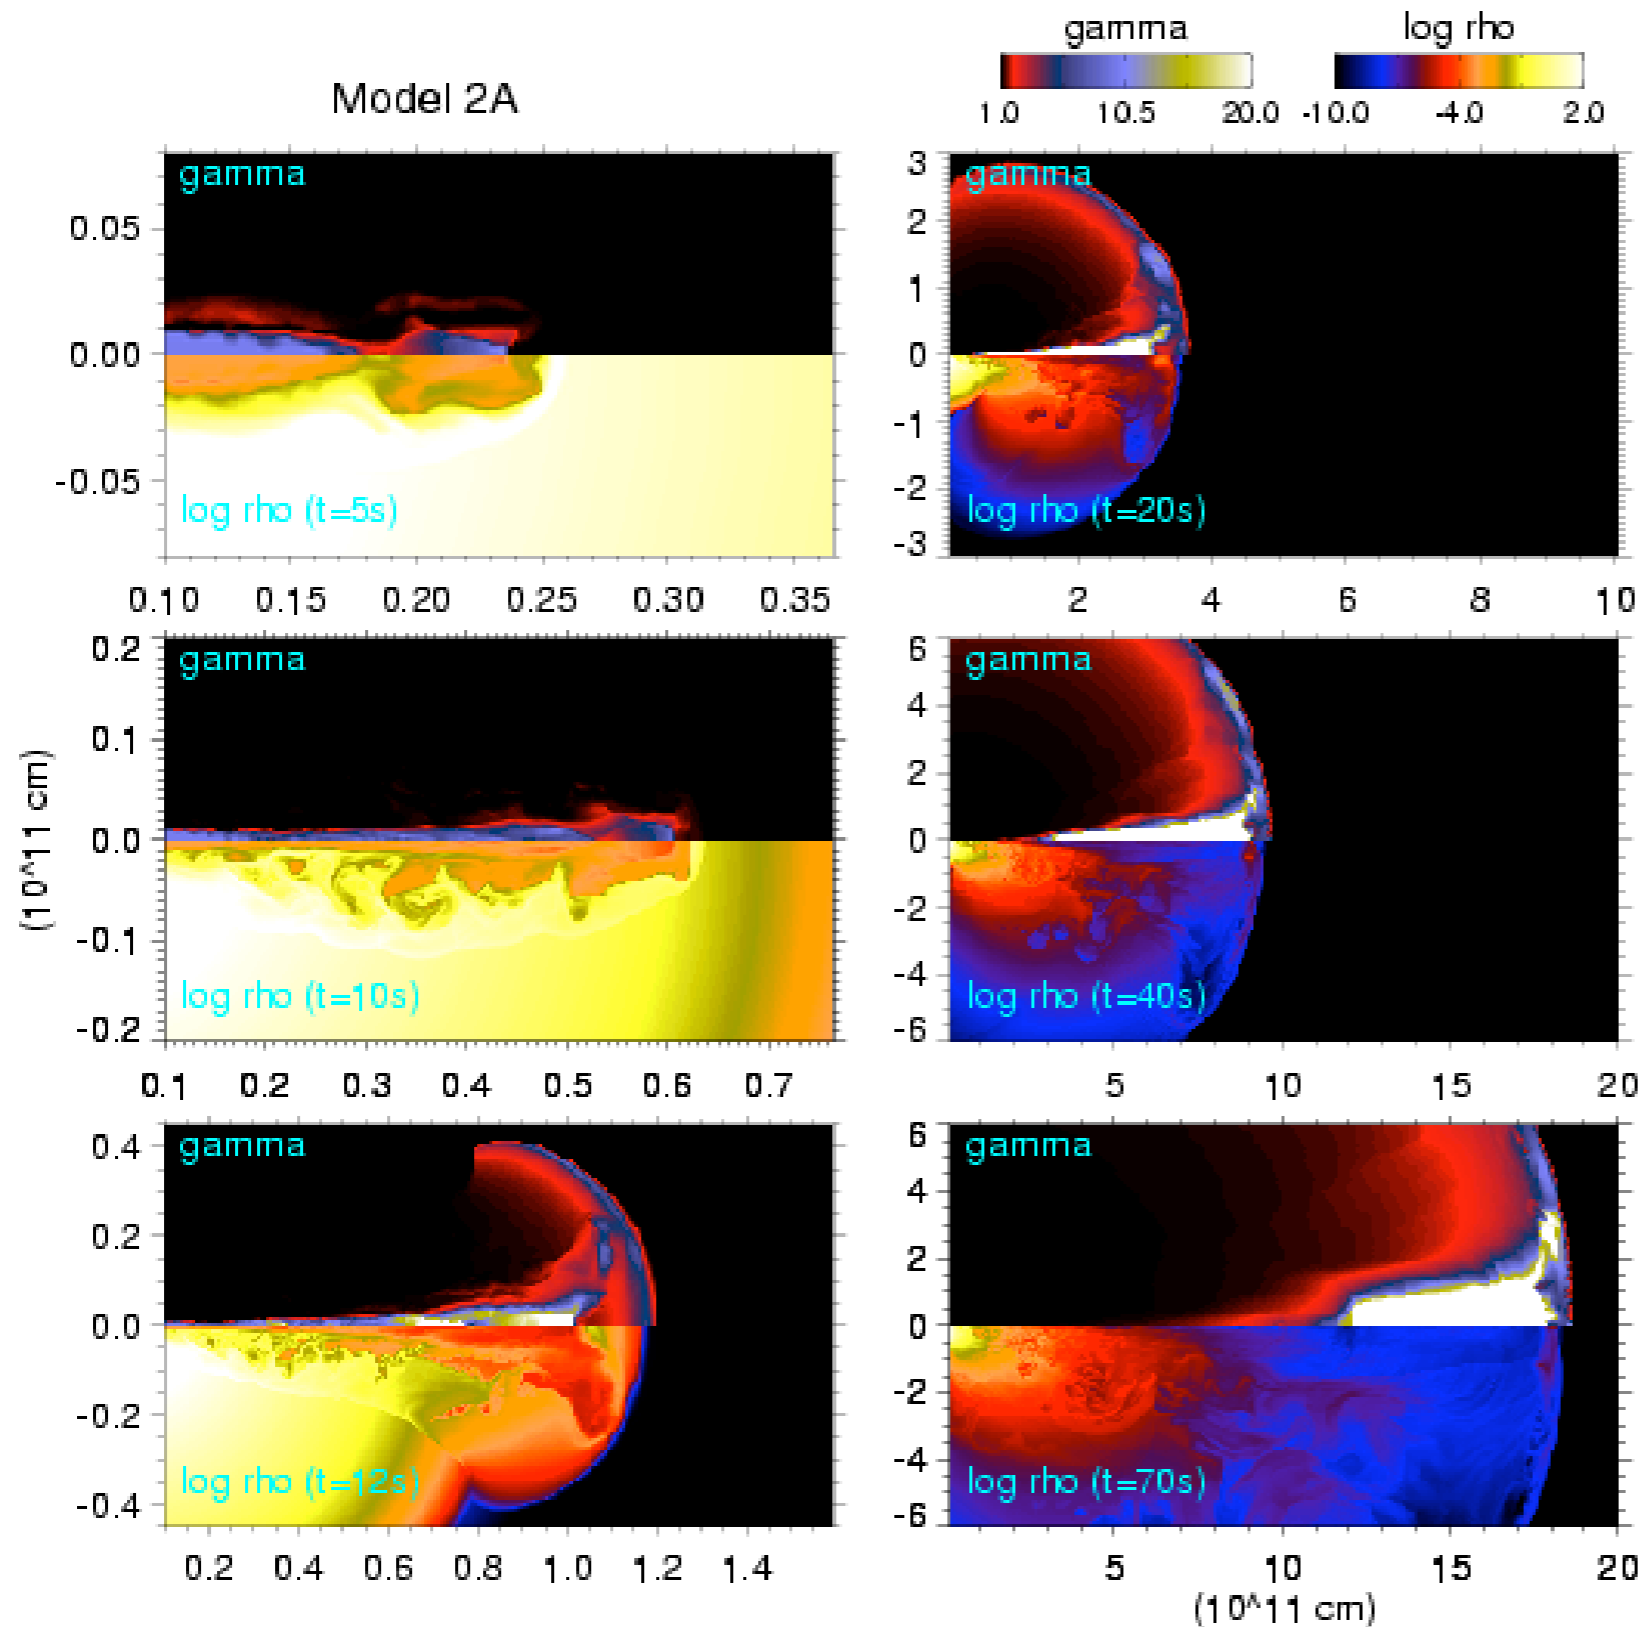 gamma log rho
1.0 10.5 20.0 -10.0 -4.0 2.0
Model 2A
gamma
0.05
0.00
-0.05
log rho (t=5s)
0.10 0.15 0.20 0.25 0.30 0.35
gamma
3
2
1
0
-1
-2
-3
log rho (t=20s)
2 4 6 8 10
gamma
0.2
0.1
0.0
-0.1
-0.2
log rho (t=10s)
0.1 0.2 0.3 0.4 0.5 0.6 0.7
(10^11 cm)
gamma
6
4
2
0
-2
-4
-6
log rho (t=40s)
5 10 15 20
gamma
0.4
0.2
0.0
-0.2
-0.4
log rho (t=12s)
0.2 0.4 0.6 0.8 1.0 1.2 1.4
gamma
6
4
2
0
-2
-4
-6
log rho (t=70s)
5 10 15 20
(10^11 cm)